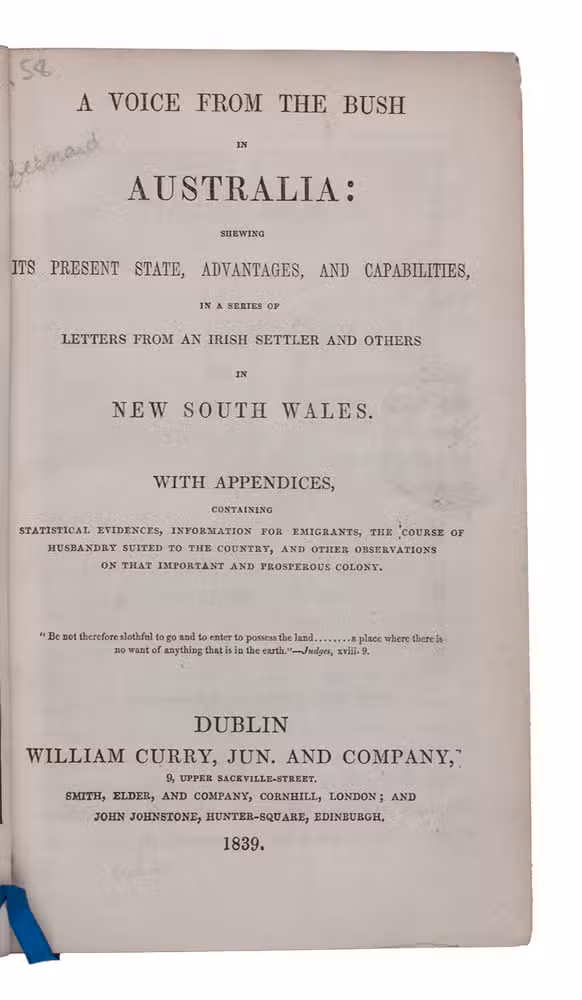 58
A VOICE FROM THE BUSH
IN
AUSTRALIA:
SHEWING
ITS PRESENT STATE, ADVANTAGES, AND CAPABILITIES,
IN A SERIES OF
LETTERS FROM AN IRISH SETTLER AND OTHERS
IN
NEW SOUTH WALES.
WITH APPENDICES,
CONTAINING
STATISTICAL EVIDENCES, INFORMATION FOR EMIGRANTS, THE COURSE OF
HUSBANDRY SUITED TO THE COUNTRY, AND OTHER OBSERVATIONS
ON THAT IMPORTANT AND PROSPEROUS COLONY.
"Be not therefore slothful to go and to enter to possess the land........a place where there is
no want of anything that is in the earth."—Judges, xviii. 9.
DUBLIN
WILLIAM CURRY, JUN. AND COMPANY,
9, UPPER SACKVILLE-STREET.
SMITH, ELDER, AND COMPANY, CORNHILL, LONDON; AND
JOHN JOHNSTONE, HUNTER-SQUARE, EDINBURGH.
1839.